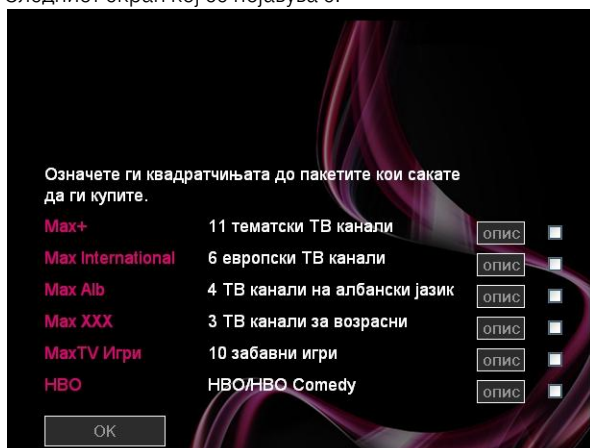 Следниот екран кој се појавува е:
Означете ги квадратчињата до пакетите кои сакате
да ги купите.
Max+ 11 тематски ТВ канали опис
Max International 6 европски ТВ канали опис
Max Alb 4 ТВ канали на албански јазик опис
Max XXX 3 ТВ канали за возрасни опис
MaxTV Игри 10 забавни игри опис
HBO HBO/HBO Comedy опис
OK